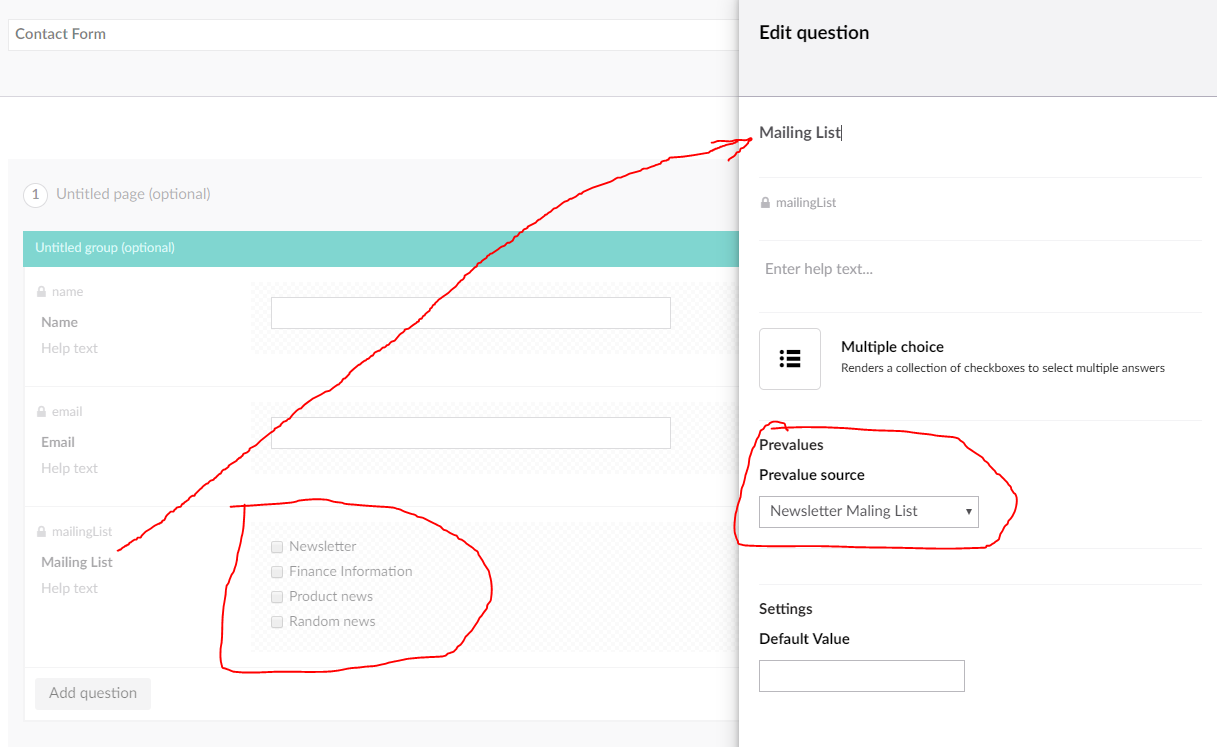 Contact Form
1 Untitled page (optional)
Untitled group (optional)
name
Name
Help text
email
Email
Help text
mailingList
Mailing List
Help text
Newsletter
Finance Information
Product news
Random news
Add question
Edit question
Mailing List
mailingList
Enter help text...
Multiple choice
Renders a collection of checkboxes to select multiple answers
Prevalues
Prevalue source
Newsletter Maling List
Settings
Default Value